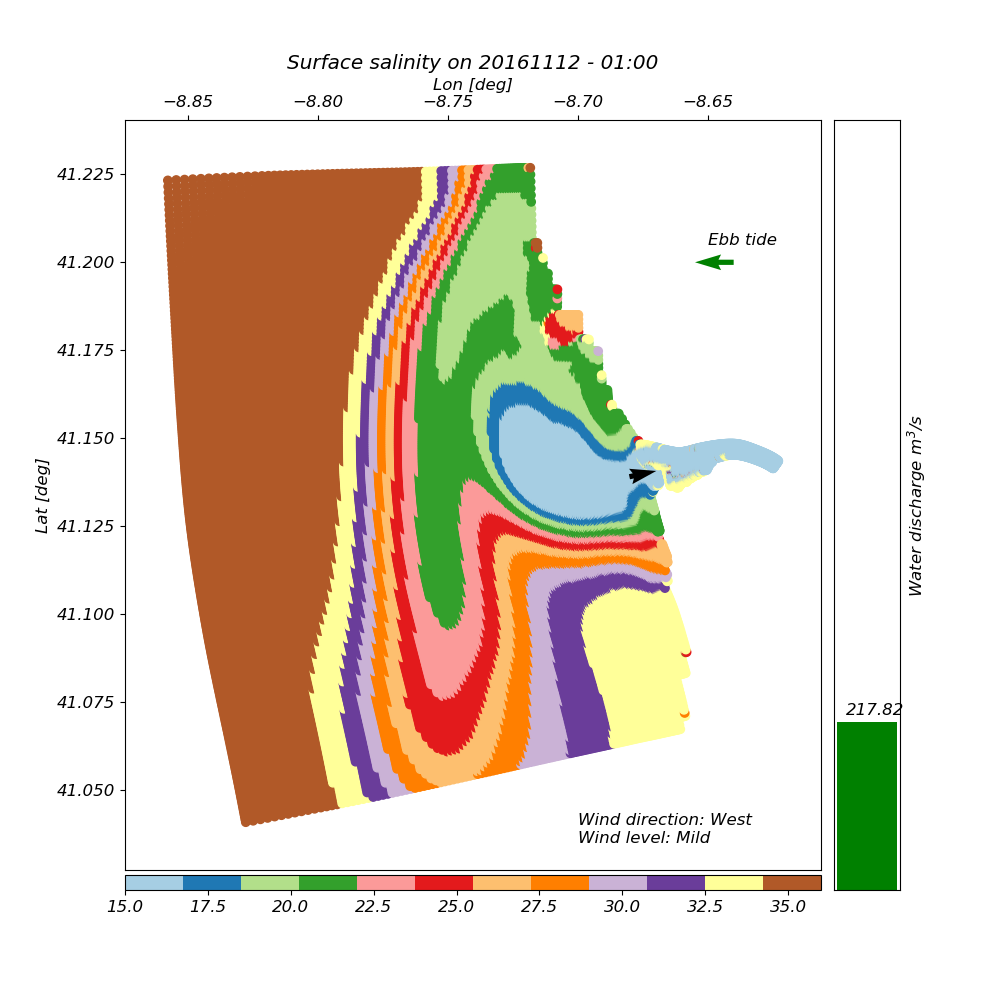 Surface salinity on 20161112 - 01:00
Lon [deg]
−8.85 −8.80 −8.75 −8.70 −8.65
41.225
41.200
41.175
41.150
41.125
41.100
41.075
41.050
Lat [deg]
Ebb tide
Wind direction: West
Wind level: Mild
15.0 17.5 20.0 22.5 25.0 27.5 30.0 32.5 35.0
217.82
Water discharge m³/s